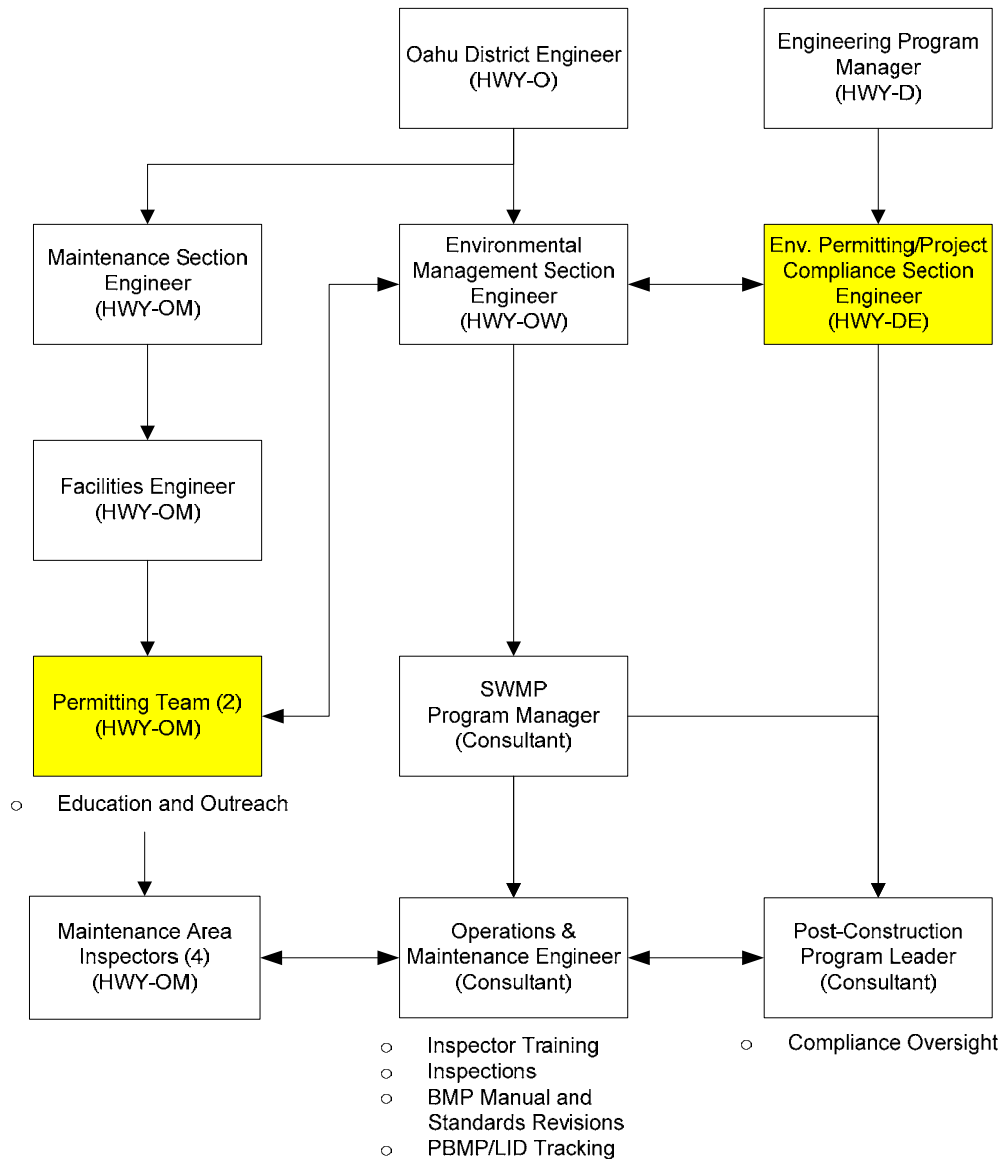 Oahu District Engineer
(HWY-O)
Engineering Program
Manager
(HWY-D)
Maintenance Section
Engineer
(HWY-OM)
Environmental
Management Section
Engineer
(HWY-OW)
Env. Permitting/Project
Compliance Section
Engineer
(HWY-DE)
Facilities Engineer
(HWY-OM)
Permitting Team (2)
(HWY-OM)
SWMP
Program Manager
(Consultant)
o Education and Outreach
Maintenance Area
Inspectors (4)
(HWY-OM)
Operations &
Maintenance Engineer
(Consultant)
Post-Construction
Program Leader
(Consultant)
o Inspector Training
o Inspections
o BMP Manual and
Standards Revisions
o PBMP/LID Tracking
o Compliance Oversight